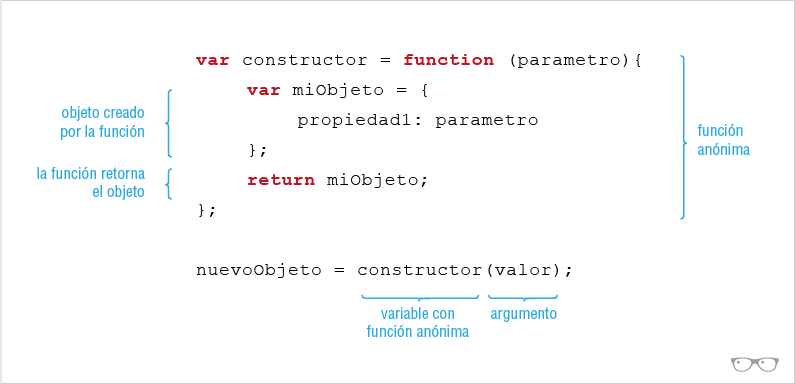 var constructor = function (parametro){
var miObjeto = {
objeto creado
por la función
propiedad1: parametro
función
anónima
};
la función retorna
el objeto
return miObjeto;
};
nuevoObjeto = constructor(valor);
variable con
función anónima
argumento